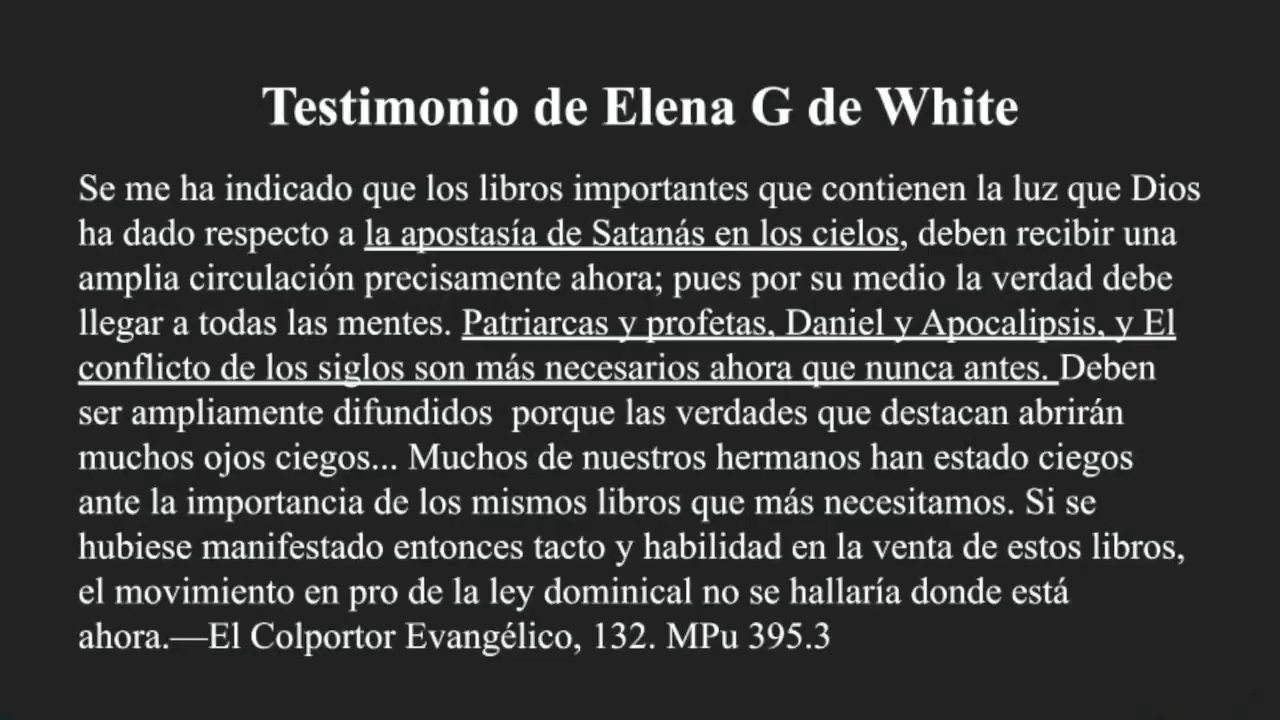 Testimonio de Elena G de White
Se me ha indicado que los libros importantes que contienen la luz que Dios
ha dado respecto a la apostasía de Satanás en los cielos, deben recibir una
amplia circulación precisamente ahora; pues por su medio la verdad debe
llegar a todas las mentes. Patriarcas y profetas, Daniel y Apocalipsis, y El
conflicto de los siglos son más necesarios ahora que nunca antes. Deben
ser ampliamente difundidos  porque las verdades que destacan abrirán
muchos ojos ciegos... Muchos de nuestros hermanos han estado ciegos
ante la importancia de los mismos libros que más necesitamos. Si se
hubiese manifestado entonces tacto y habilidad en la venta de estos libros,
el movimiento en pro de la ley dominical no se hallaría donde está
ahora.—El Colportor Evangélico, 132. MPu 395.3